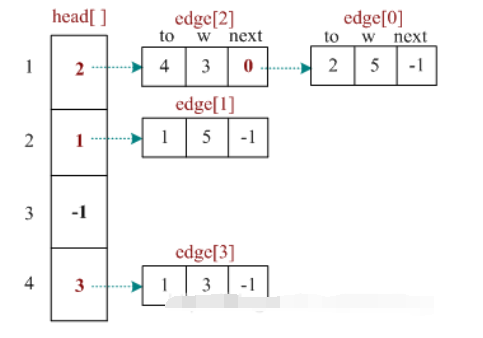 head[ ] edge[2] edge[0]
to w next to w next
1 2 4 3 0 2 5 -1
edge[1]
2 1 1 5 -1
3 -1
edge[3]
4 3 1 3 -1